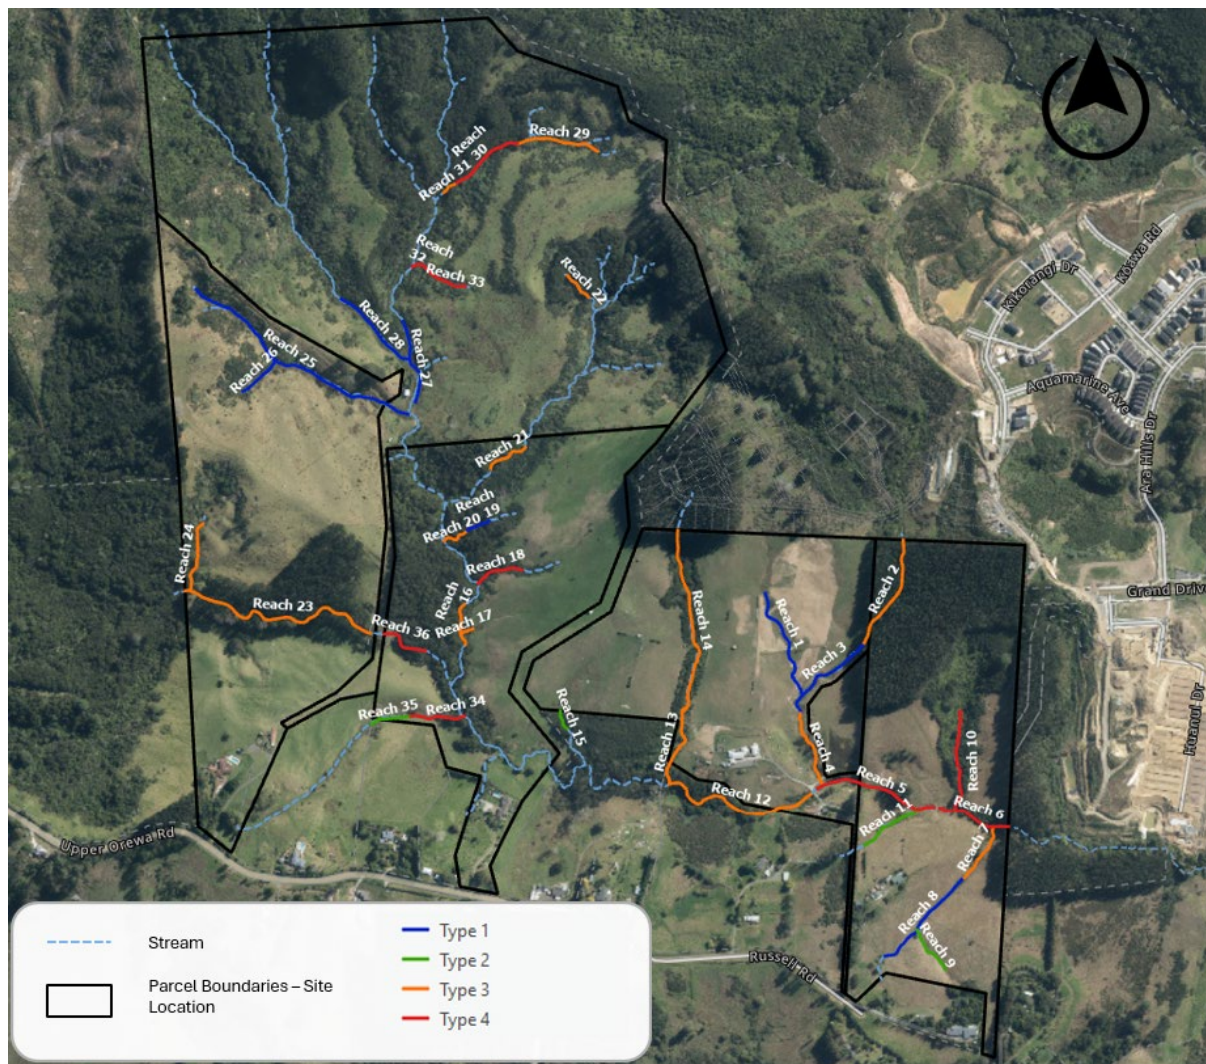 Reach 29
Reach
30
Reach 31
Reach
32
Reach 33
Reach 22
Kōawa Rd
Kikorangi Dr
Reach 28
Reach 25
Reach 27
Reach 26
Aquamarine Ave
Ara Hills Dr
Reach 21
Reach
19
Reach 20
Reach 24
Reach 18
Reach 2
Grand Drive
Reach 23
Reach
16
Reach 14
Reach 1
Reach 36
Reach 17
Reach 3
Reach 35
Reach 34
Reach 15
Huanui Dr
Reach 13
Reach 4
Reach 10
Reach 5
Reach 12
Reach 11
Reach 6
Reach 7
Upper Orewa Rd
Reach 8
Reach 9
Russell Rd
Stream
Parcel Boundaries – Site
Location
Type 1
Type 2
Type 3
Type 4